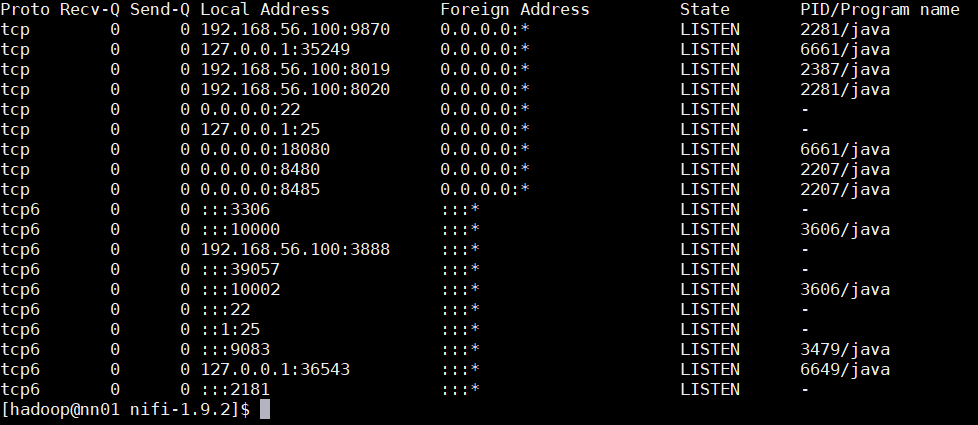 Proto Recv-Q Send-Q Local Address           Foreign Address         State       PID/Program name
tcp        0      0 192.168.56.100:9870     0.0.0.0:*               LISTEN      2281/java
tcp        0      0 127.0.0.1:35249         0.0.0.0:*               LISTEN      6661/java
tcp        0      0 192.168.56.100:8019     0.0.0.0:*               LISTEN      2387/java
tcp        0      0 192.168.56.100:8020     0.0.0.0:*               LISTEN      2281/java
tcp        0      0 0.0.0.0:22              0.0.0.0:*               LISTEN      -
tcp        0      0 127.0.0.1:25            0.0.0.0:*               LISTEN      -
tcp        0      0 0.0.0.0:18080           0.0.0.0:*               LISTEN      6661/java
tcp        0      0 0.0.0.0:8480            0.0.0.0:*               LISTEN      2207/java
tcp        0      0 0.0.0.0:8485            0.0.0.0:*               LISTEN      2207/java
tcp6       0      0 :::3306                 :::*                    LISTEN      -
tcp6       0      0 :::10000                :::*                    LISTEN      3606/java
tcp6       0      0 192.168.56.100:3888     :::*                    LISTEN      -
tcp6       0      0 :::39057                :::*                    LISTEN      -
tcp6       0      0 :::10002                :::*                    LISTEN      3606/java
tcp6       0      0 :::22                   :::*                    LISTEN      -
tcp6       0      0 ::1:25                  :::*                    LISTEN      -
tcp6       0      0 :::9083                 :::*                    LISTEN      3479/java
tcp6       0      0 127.0.0.1:36543         :::*                    LISTEN      6649/java
tcp6       0      0 :::2181                 :::*                    LISTEN      -
[hadoop@nn01 nifi-1.9.2]$